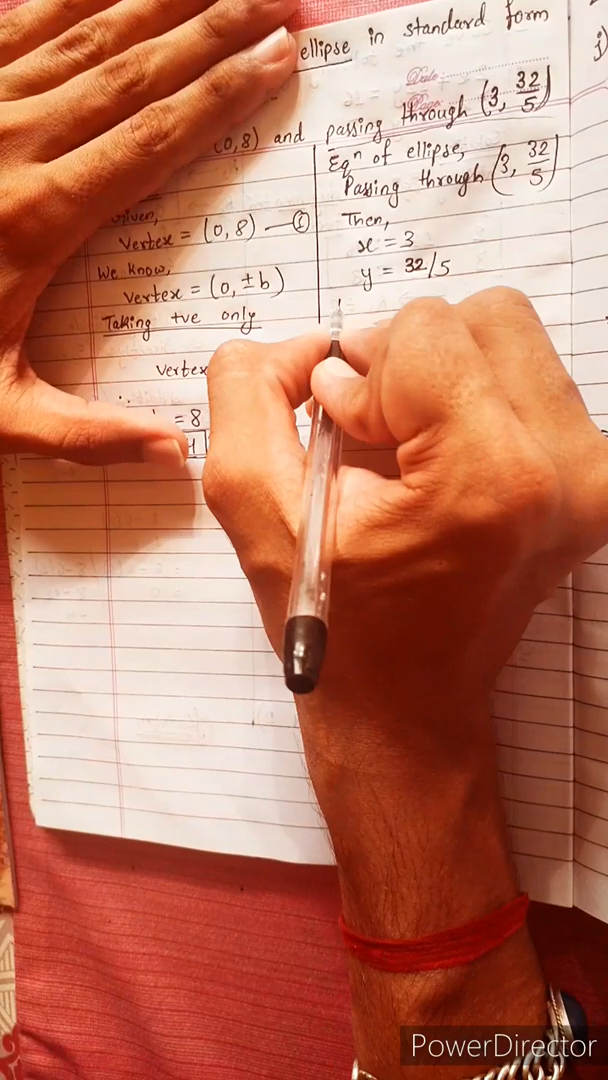 ellipse in standard form
Date:
Page:
(0,8) and passing through (3, 32/5)
Given,
Vertex = (0, 8) — ①
We know,
Vertex = (0, ± b)
Taking +ve only
Vertex
∴
= 8
Eqⁿ of ellipse,
Passing through (3, 32/5)
Then,
x = 3
y = 32/5
j)
PowerDirector